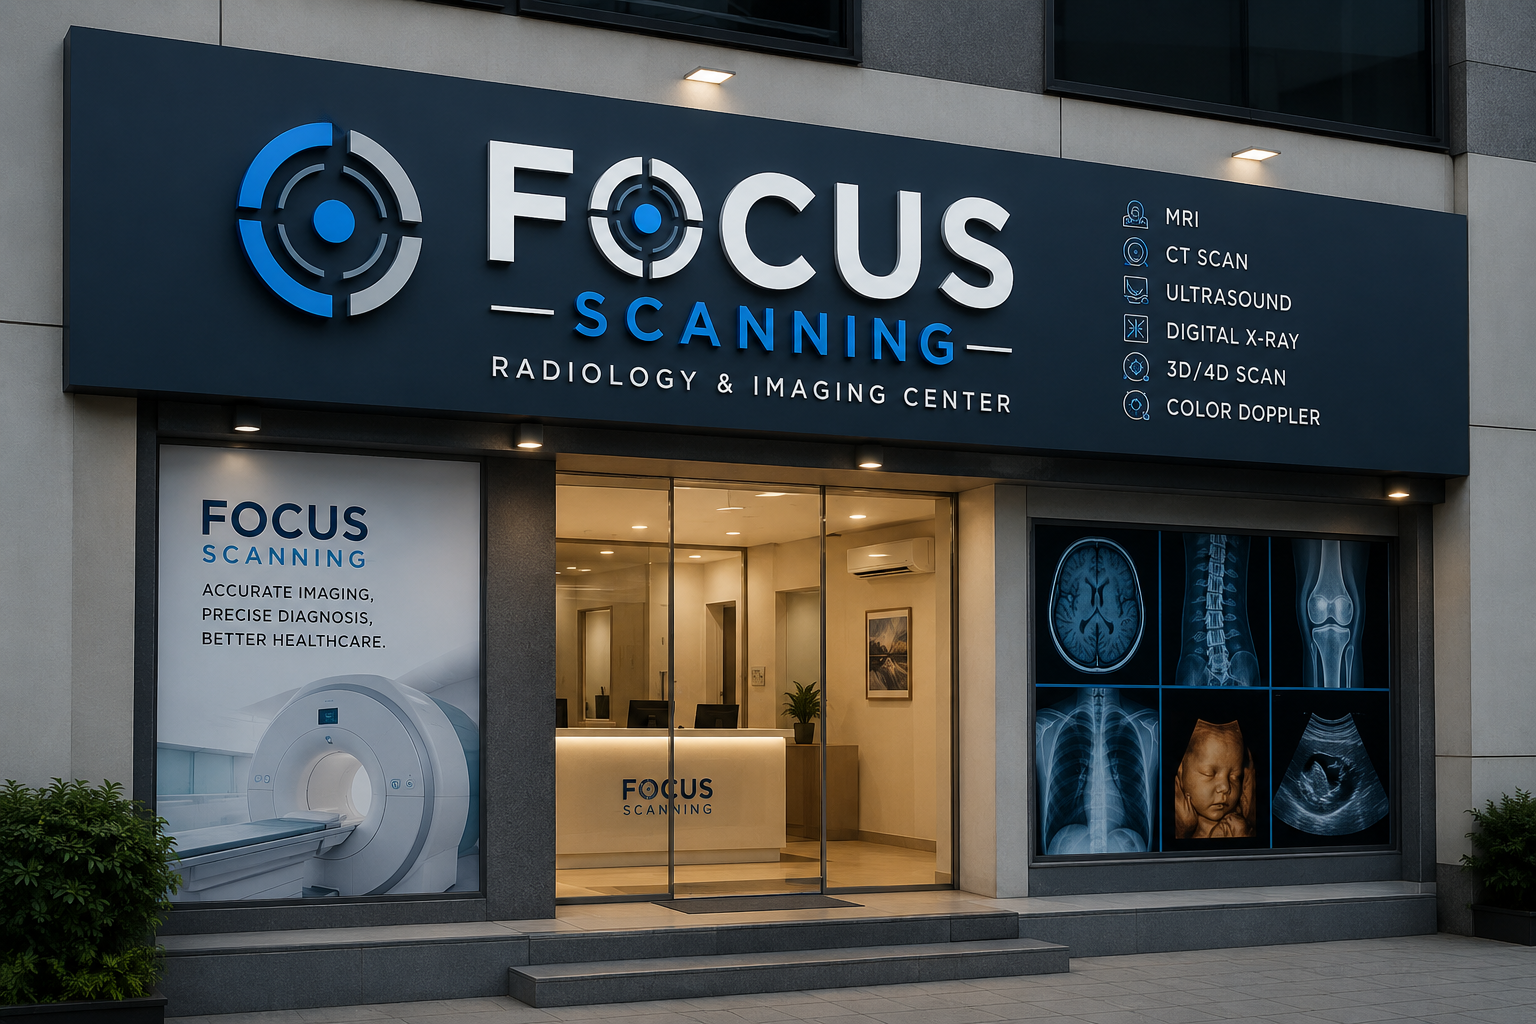 FOCUS
SCANNING
RADIOLOGY & IMAGING CENTER
MRI
CT SCAN
ULTRASOUND
DIGITAL X-RAY
3D/4D SCAN
COLOR DOPPLER
FOCUS
SCANNING
ACCURATE IMAGING,
PRECISE DIAGNOSIS,
BETTER HEALTHCARE.
FOCUS
SCANNING